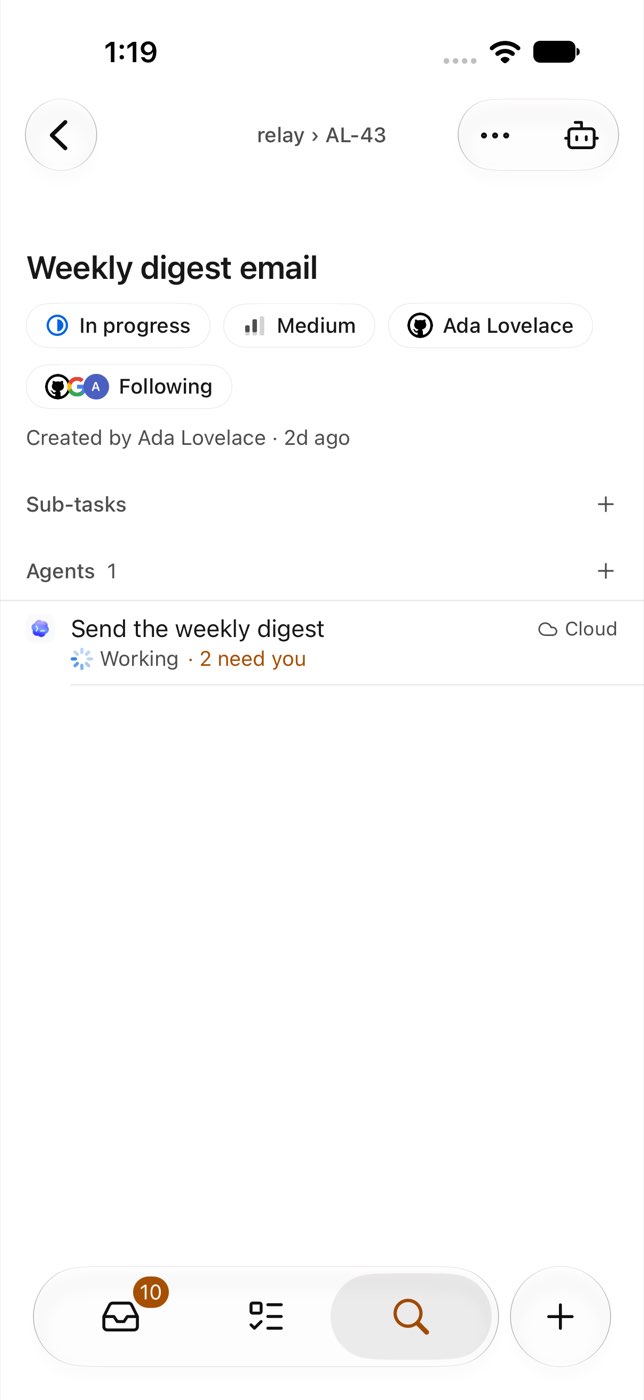 1:19
relay › AL-43
Weekly digest email
In progress
Medium
Ada Lovelace
A
Following
Created by Ada Lovelace · 2d ago
Sub-tasks
Agents 1
Send the weekly digest
Cloud
Working · 2 need you
10